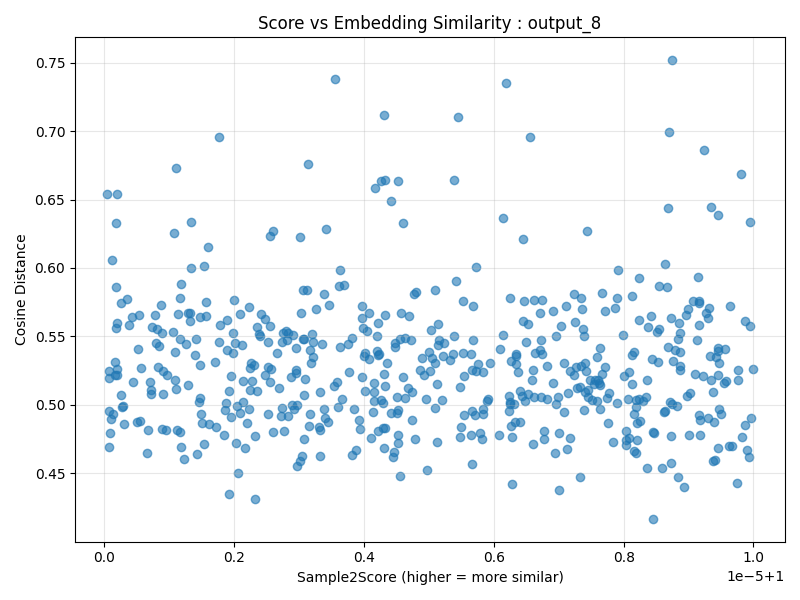 Score vs Embedding Similarity : output_8
Cosine Distance
0.75
0.70
0.65
0.60
0.55
0.50
0.45
0.0 0.2 0.4 0.6 0.8 1.0
Sample2Score (higher = more similar)
1e−5+1